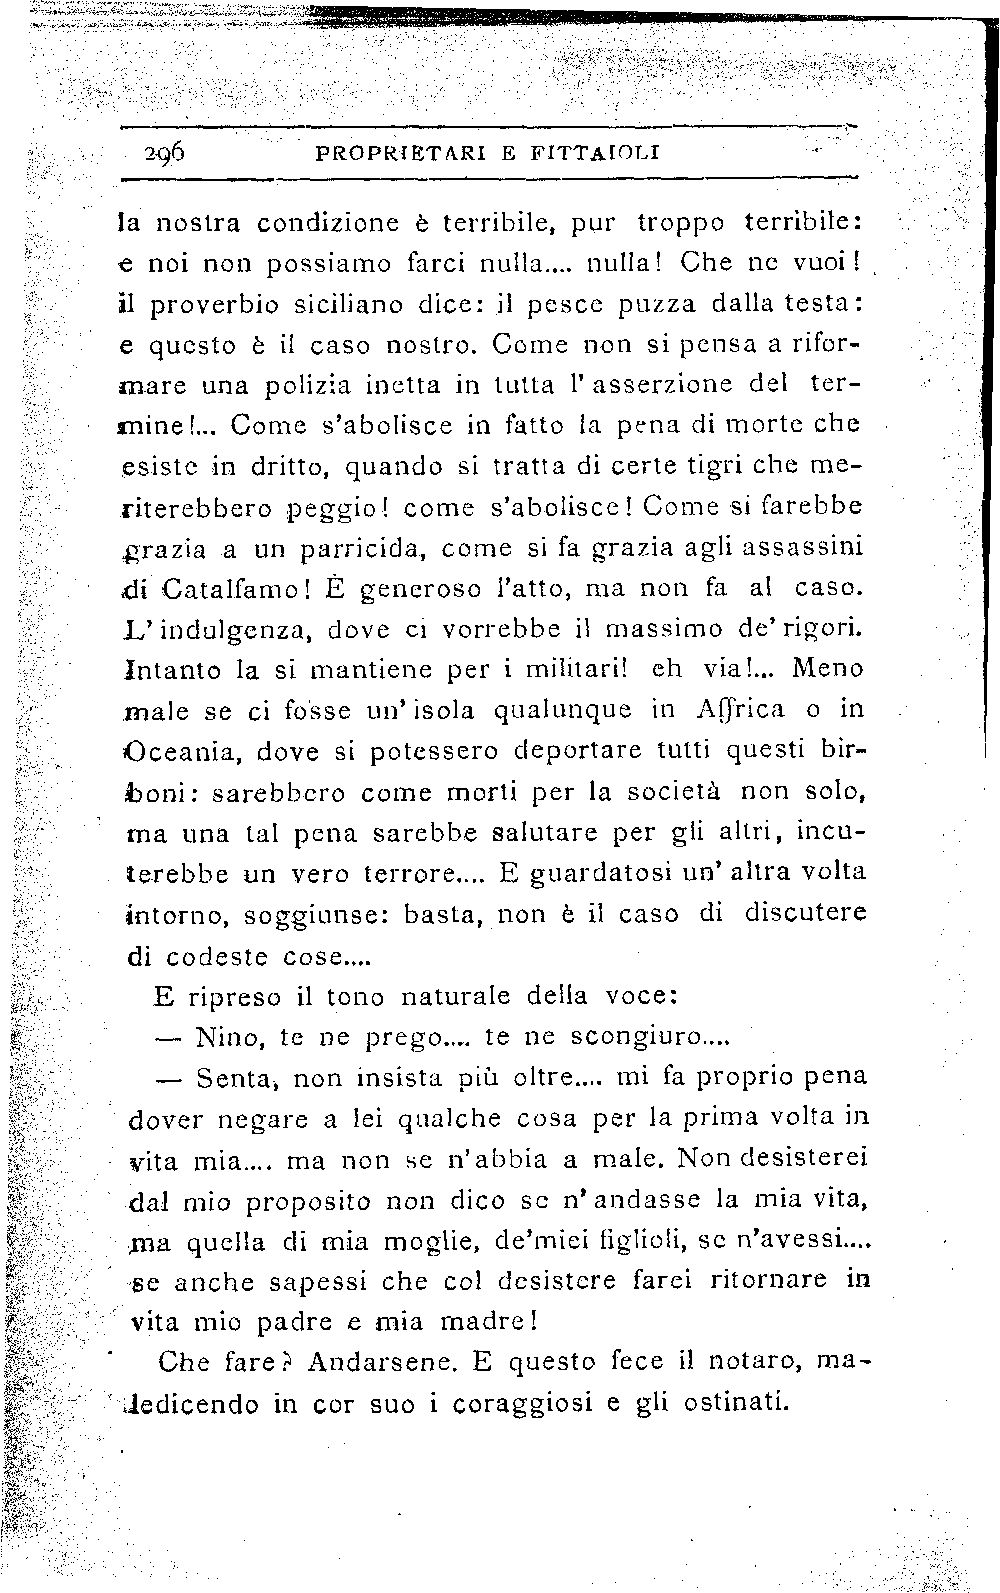 296 PROPRIETARI E FITTAIOLI
la nostra condizione è terribile, pur troppo terribile:
e noi non possiamo farci nulla.... nulla! Che ne vuoi!
il proverbio siciliano dice: il pesce puzza dalla testa:
e questo è il caso nostro. Come non si pensa a rifor-
mare una polizia inetta in tutta l'asserzione del ter-
mine!... Come s'abolisce in fatto la pena di morte che
esiste in dritto, quando si tratta di certe tigri che me-
riterebbero peggio! come s'abolisce! Come si farebbe
grazia a un parricida, come si fa grazia agli assassini
di Catalfamo! È generoso l'atto, ma non fa al caso.
L'indulgenza, dove ci vorrebbe il massimo de' rigori.
Intanto la si mantiene per i militari! eh via!... Meno
male se ci fosse un' isola qualunque in Affrica o in
Oceania, dove si potessero deportare tutti questi bir-
boni: sarebbero come morti per la società non solo,
ma una tal pena sarebbe salutare per gli altri, incu-
terebbe un vero terrore.... E guardatosi un' altra volta
intorno, soggiunse: basta, non è il caso di discutere
di codeste cose....
E ripreso il tono naturale della voce:
— Nino, te ne prego.... te ne scongiuro....
— Senta, non insista più oltre.... mi fa proprio pena
dover negare a lei qualche cosa per la prima volta in
vita mia.... ma non se n'abbia a male. Non desisterei
dal mio proposito non dico se n'andasse la mia vita,
ma quella di mia moglie, de'miei figlioli, se n'avessi....
se anche sapessi che col desistere farei ritornare in
vita mio padre e mia madre!
Che fare? Andarsene. E questo fece il notaro, ma-
ledicendo in cor suo i coraggiosi e gli ostinati.